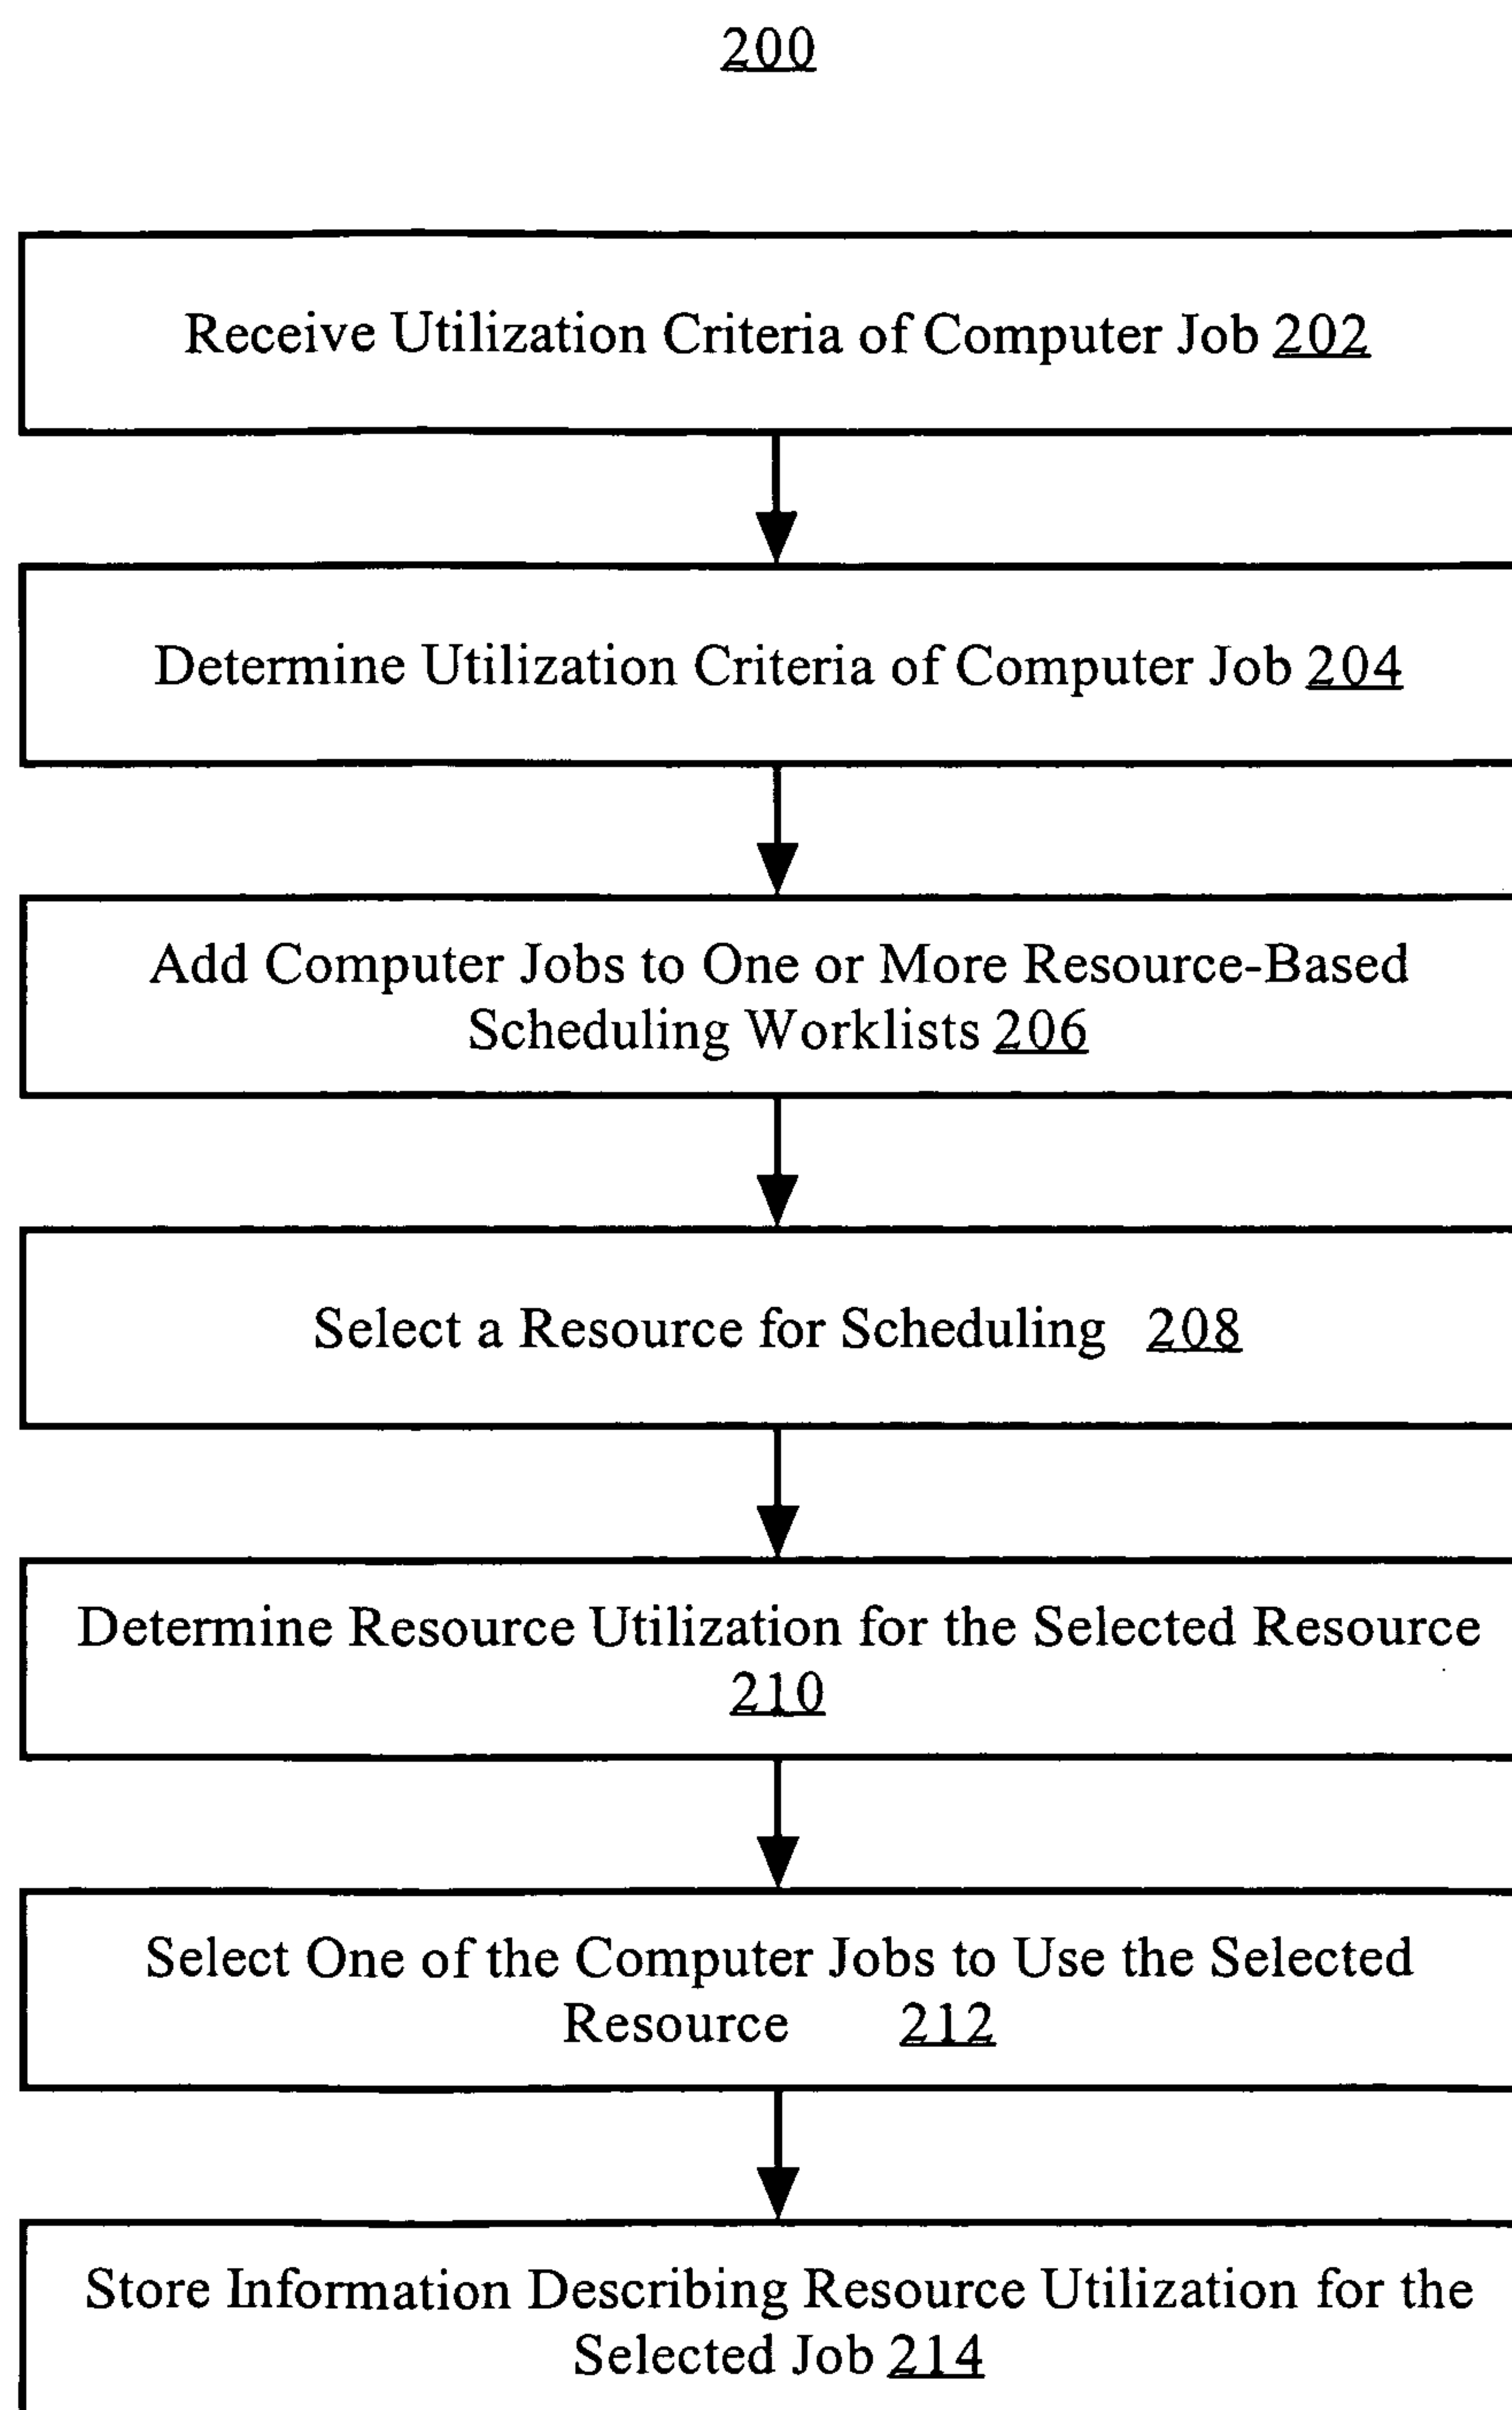 200
Receive Utilization Criteria of Computer Job 202
Determine Utilization Criteria of Computer Job 204
Add Computer Jobs to One or More Resource-Based
Scheduling Worklists 206
Select a Resource for Scheduling 208
Determine Resource Utilization for the Selected Resource
210
Select One of the Computer Jobs to Use the Selected
Resource 212
Store Information Describing Resource Utilization for the
Selected Job 214